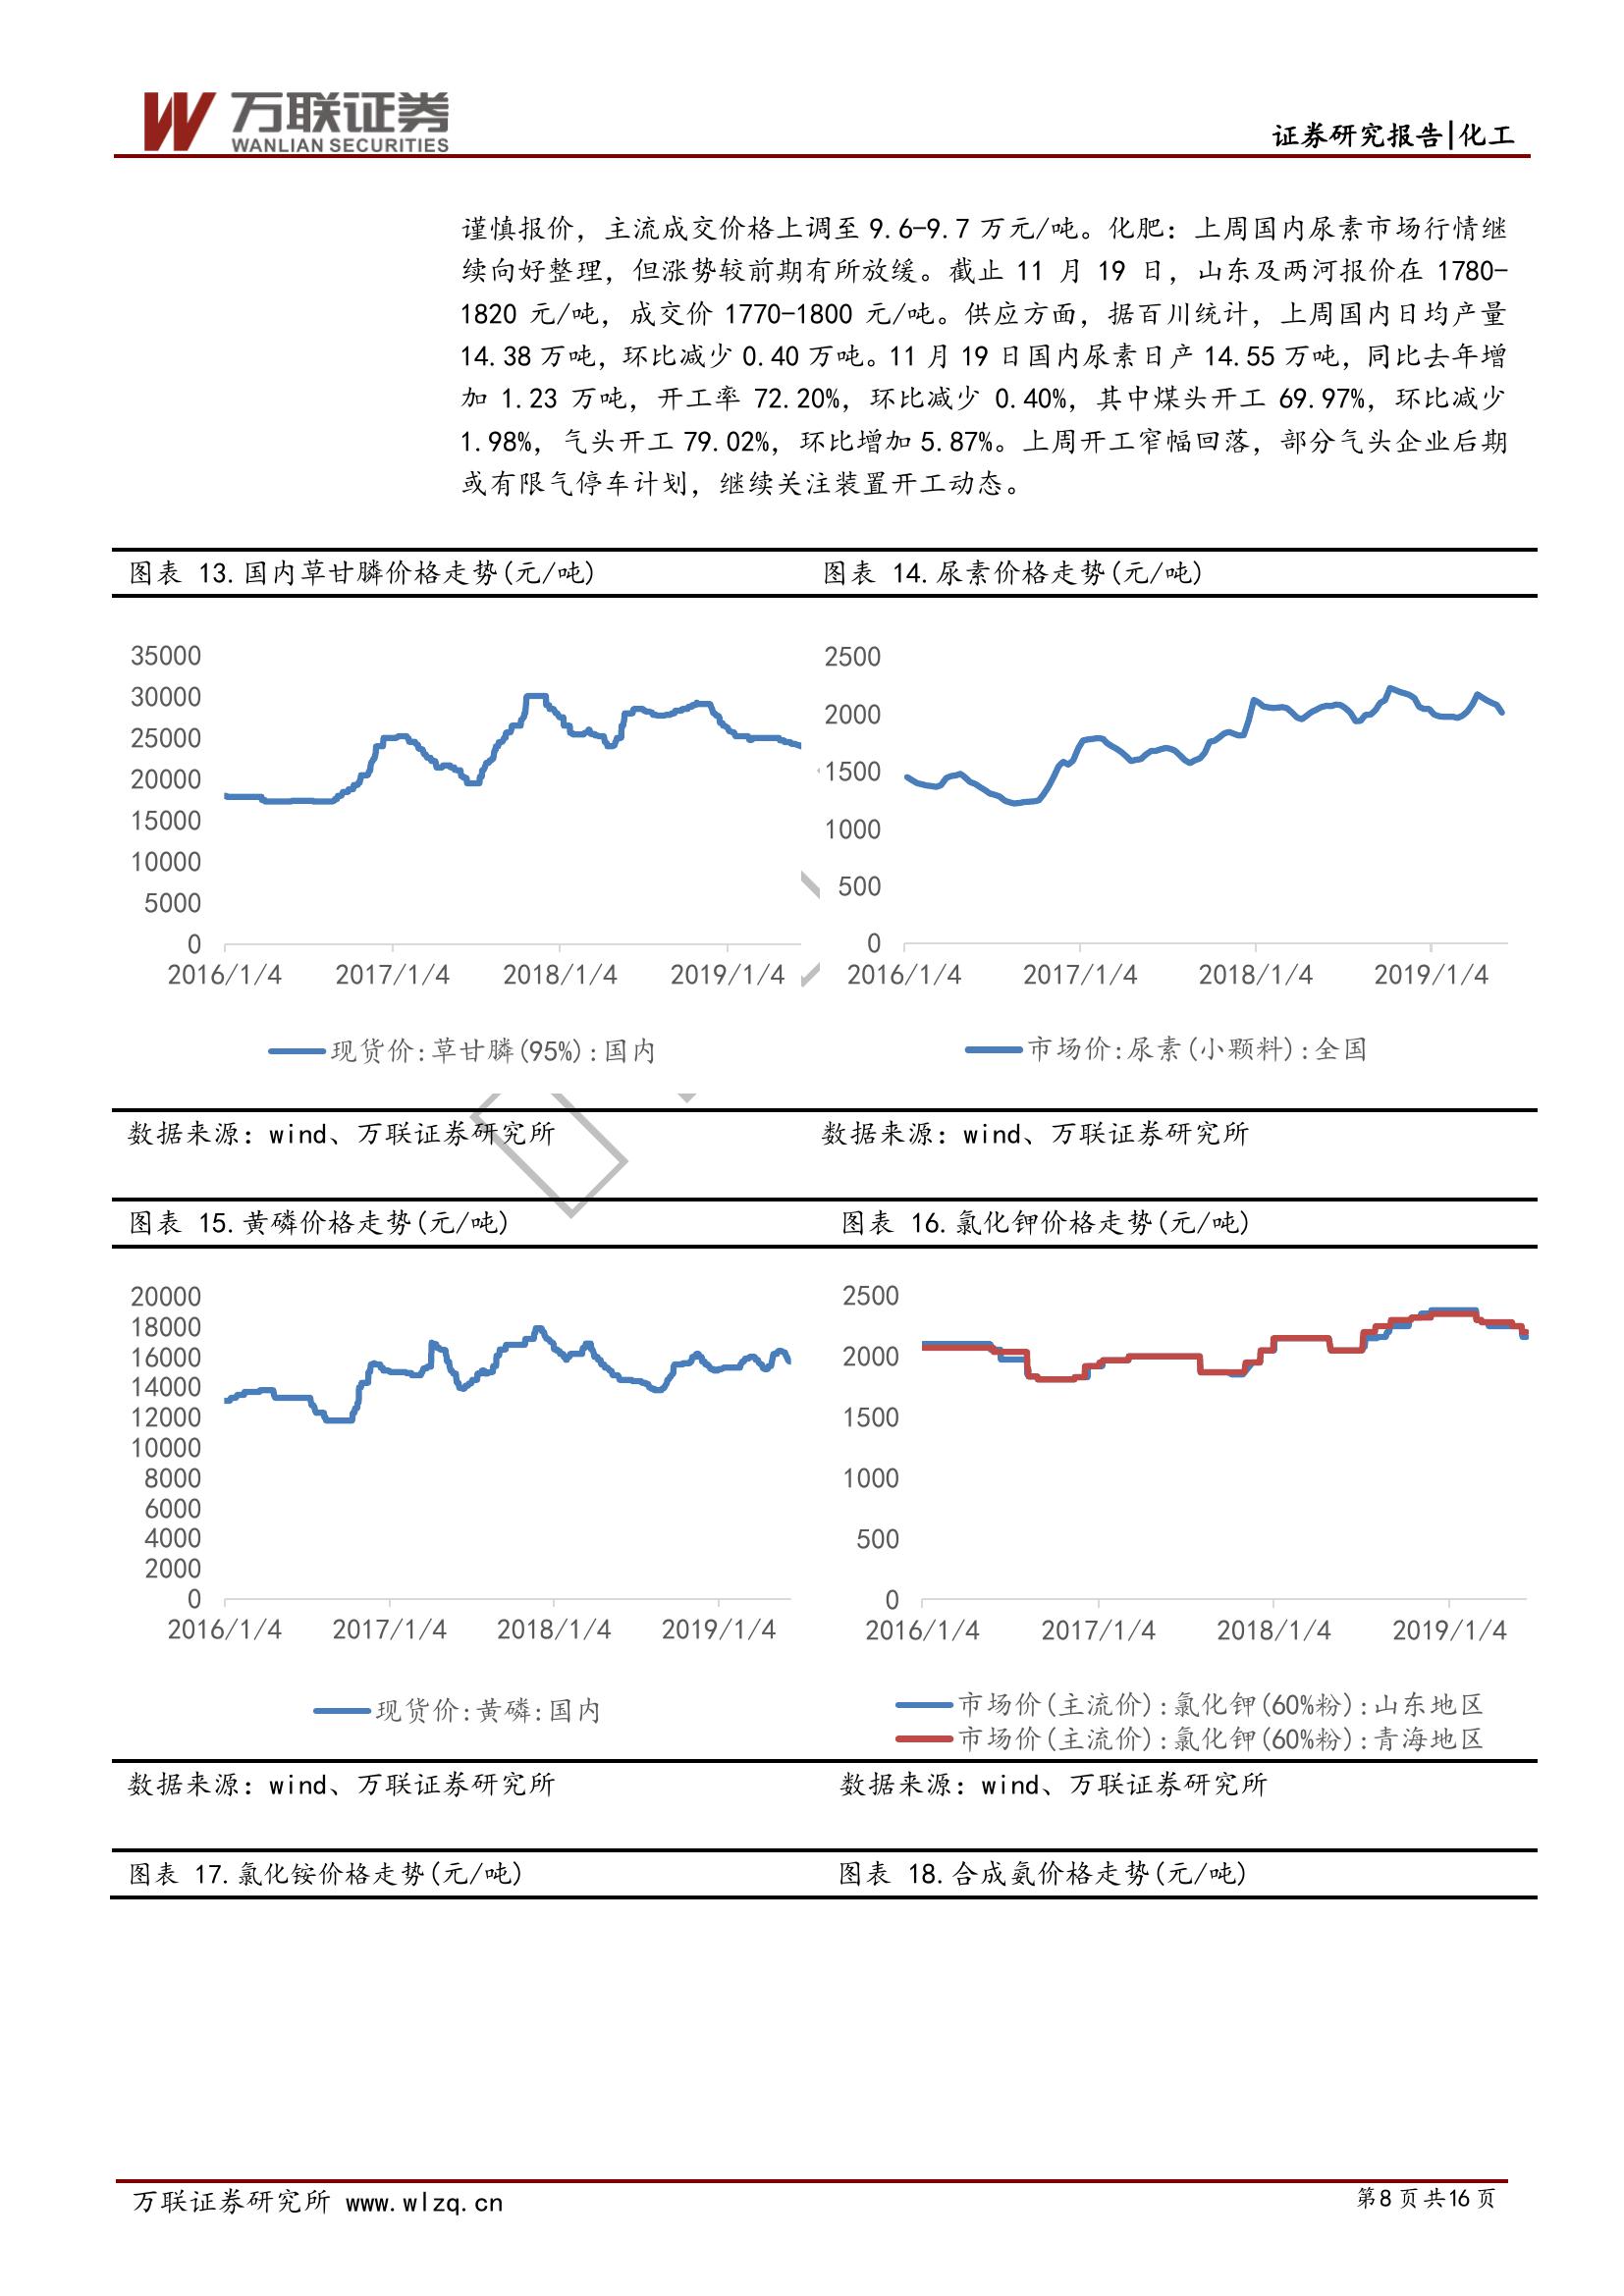 万联证券
WANLIAN SECURITIES
证券研究报告|化工
谨慎报价，主流成交价格上调至 9.6-9.7 万元/吨。化肥：上周国内尿素市场行情继
续向好整理，但涨势较前期有所放缓。截止 11 月 19 日，山东及两河报价在 1780-
1820 元/吨，成交价 1770-1800 元/吨。供应方面，据百川统计，上周国内日均产量
14.38 万吨，环比减少 0.40 万吨。11 月 19 日国内尿素日产 14.55 万吨，同比去年增
加 1.23 万吨，开工率 72.20%，环比减少 0.40%，其中煤头开工 69.97%，环比减少
1.98%，气头开工 79.02%，环比增加 5.87%。上周开工窄幅回落，部分气头企业后期
或有限气停车计划，继续关注装置开工动态。
图表 13.国内草甘膦价格走势(元/吨)
35000
30000
25000
20000
15000
10000
5000
0
2016/1/4 2017/1/4 2018/1/4 2019/1/4
现货价:草甘膦(95%):国内
数据来源：wind、万联证券研究所
图表 14.尿素价格走势(元/吨)
2500
2000
1500
1000
500
0
2016/1/4 2017/1/4 2018/1/4 2019/1/4
市场价:尿素(小颗料):全国
数据来源：wind、万联证券研究所
图表 15.黄磷价格走势(元/吨)
20000
18000
16000
14000
12000
10000
8000
6000
4000
2000
0
2016/1/4 2017/1/4 2018/1/4 2019/1/4
现货价:黄磷:国内
数据来源：wind、万联证券研究所
图表 16.氯化钾价格走势(元/吨)
2500
2000
1500
1000
500
0
2016/1/4 2017/1/4 2018/1/4 2019/1/4
市场价(主流价):氯化钾(60%粉):山东地区
市场价(主流价):氯化钾(60%粉):青海地区
数据来源：wind、万联证券研究所
图表 17.氯化铵价格走势(元/吨)
图表 18.合成氨价格走势(元/吨)
万联证券研究所 www.wlzq.cn
第8页共16页